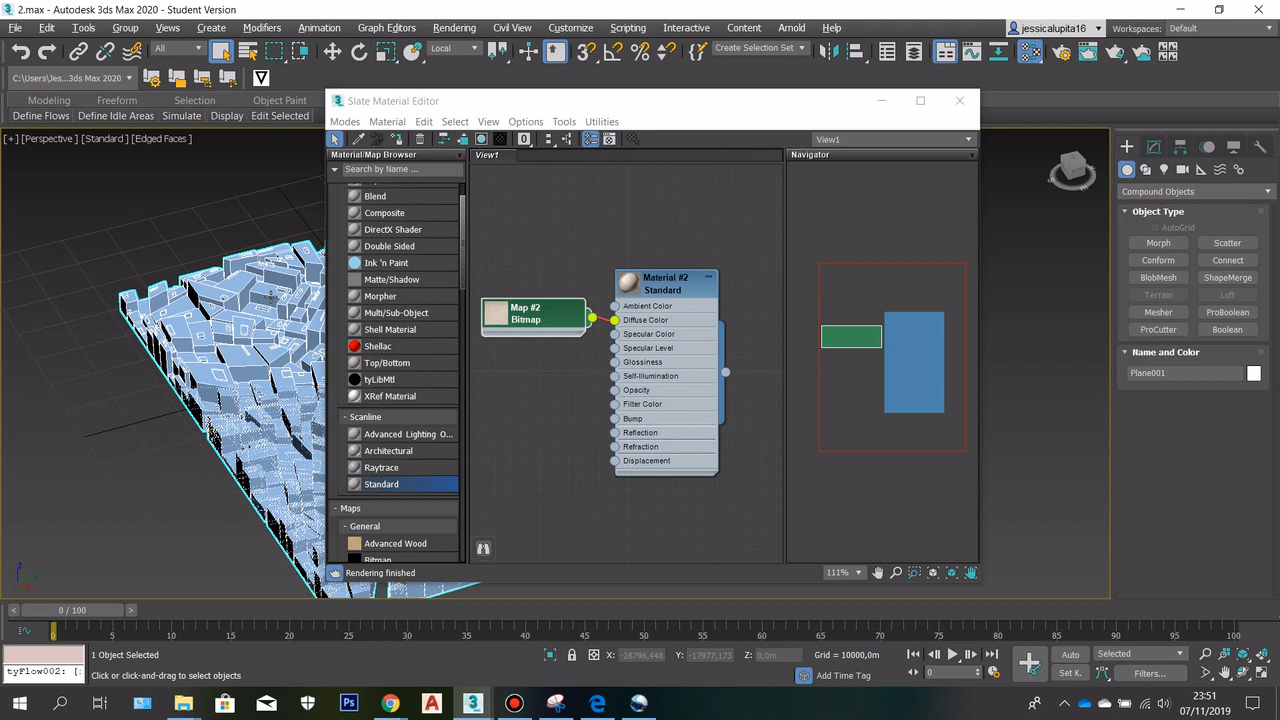 2.max - Autodesk 3ds Max 2020 - Student Version
File Edit Tools Group Views Create Modifiers Animation Graph Editors Rendering Civil View Customize Scripting Interactive Content Arnold Help jessicalupita16 Workspaces: Default
All Local Create Selection Set
C:\Users\Jes...3ds Max 2020
Modeling Freeform Selection Object Paint
Define Flows Define Idle Areas Simulate Display Edit Selected
[+] [Perspective] [Standard] [Edged Faces]
Slate Material Editor
Modes Material Edit Select View Options Tools Utilities
View1
Material/Map Browser
Search by Name ...
Blend
Composite
DirectX Shader
Double Sided
Ink 'n Paint
Matte/Shadow
Morpher
Multi/Sub-Object
Shell Material
Shellac
Top/Bottom
tyLibMtl
XRef Material
- Scanline
Advanced Lighting O...
Architectural
Raytrace
Standard
- Maps
- General
Advanced Wood
Bitmap
View1
Map #2
Bitmap
Material #2
Standard
Ambient Color
Diffuse Color
Specular Color
Specular Level
Glossiness
Self-Illumination
Opacity
Filter Color
Bump
Reflection
Refraction
Displacement
Navigator
Rendering finished
111%
Compound Objects
Object Type
AutoGrid
Morph Scatter
Conform Connect
BlobMesh ShapeMerge
Terrain Loft
Mesher ProBoolean
ProCutter Boolean
Name and Color
Plane001
0 / 100
0 5 10 15 20 25 30 35 40 45 50 55 60 65 70 75 80 85 90 95 100
1 Object Selected
X: -28796,448 Y: -17977,173 Z: 0,0m Grid = 10000,0m
Auto Selected
tyFlow002: [:
Click or click-and-drag to select objects
Add Time Tag
0
Set K. Filters...
23:51
07/11/2019